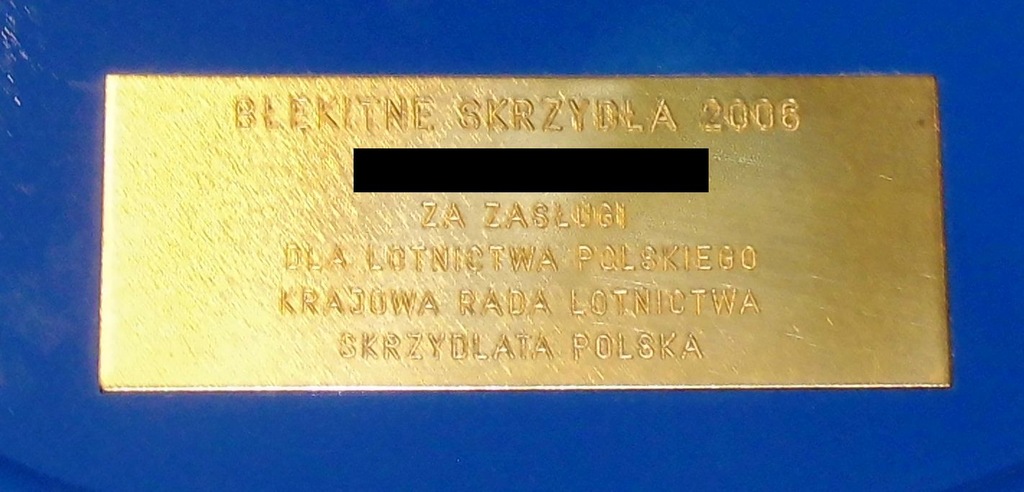 BŁĘKITNE SKRZYDŁA 2006
ZA ZASŁUGI
DLA LOTNICTWA POLSKIEGO
KRAJOWA RADA LOTNICTWA
SKRZYDLATA POLSKA